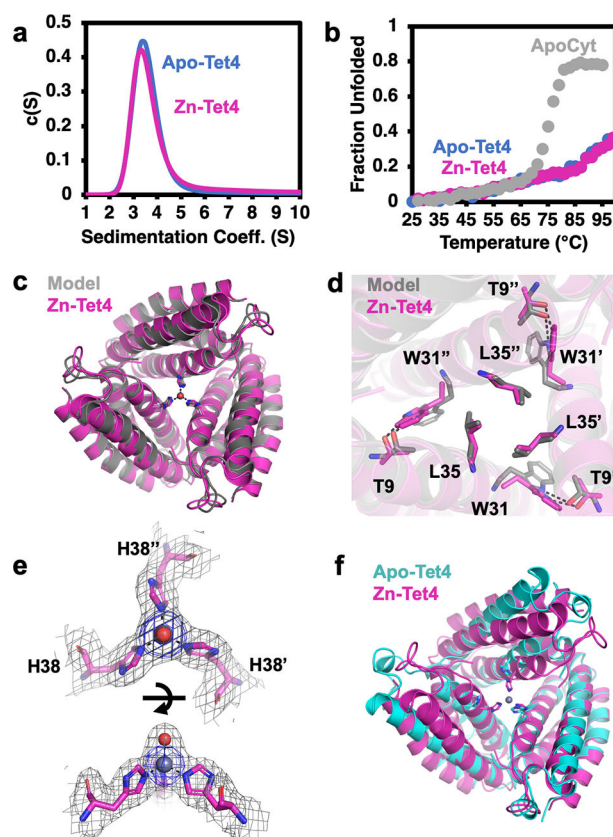 a
0.5
0.4
0.3
0.2
0.1
0
c(S)
Apo-Tet4
Zn-Tet4
1 2 3 4 5 6 7 8 9 10
Sedimentation Coeff. (S)
b
1
0.8
0.6
0.4
0.2
0
Fraction Unfolded
ApoCyt
Apo-Tet4
Zn-Tet4
25 35 45 55 65 75 85 95
Temperature (°C)
c
Model
Zn-Tet4
d
Model
Zn-Tet4
T9''
W31''
L35''
W31'
L35'
T9
L35
W31
T9'
e
H38''
H38
H38'
f
Apo-Tet4
Zn-Tet4